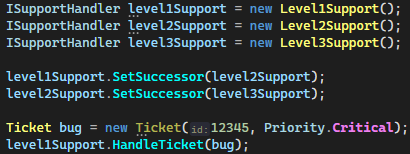 ISupportHandler level1Support = new Level1Support();
ISupportHandler level2Support = new Level2Support();
ISupportHandler level3Support = new Level3Support();
level1Support.SetSuccessor(level2Support);
level2Support.SetSuccessor(level3Support);
Ticket bug = new Ticket(id:12345, Priority.Critical);
level1Support.HandleTicket(bug);